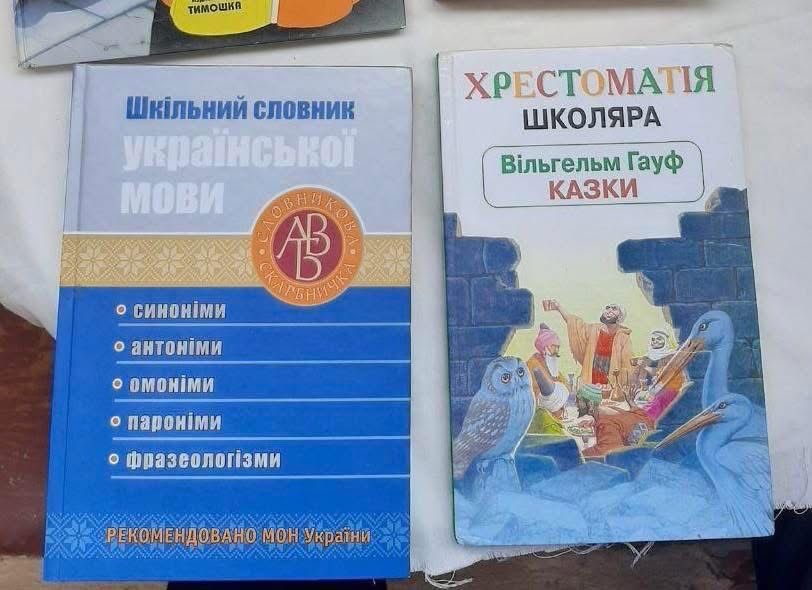 ТИМОШКА
Шкільний словник
української
мови
СЛОВНИКОВА
СКАРБНИЧКА
АБВ
синоніми
антоніми
омоніми
пароніми
фразеологізми
РЕКОМЕНДОВАНО МОН України
ХРЕСТОМАТІЯ
ШКОЛЯРА
Вільгельм Гауф
КАЗКИ